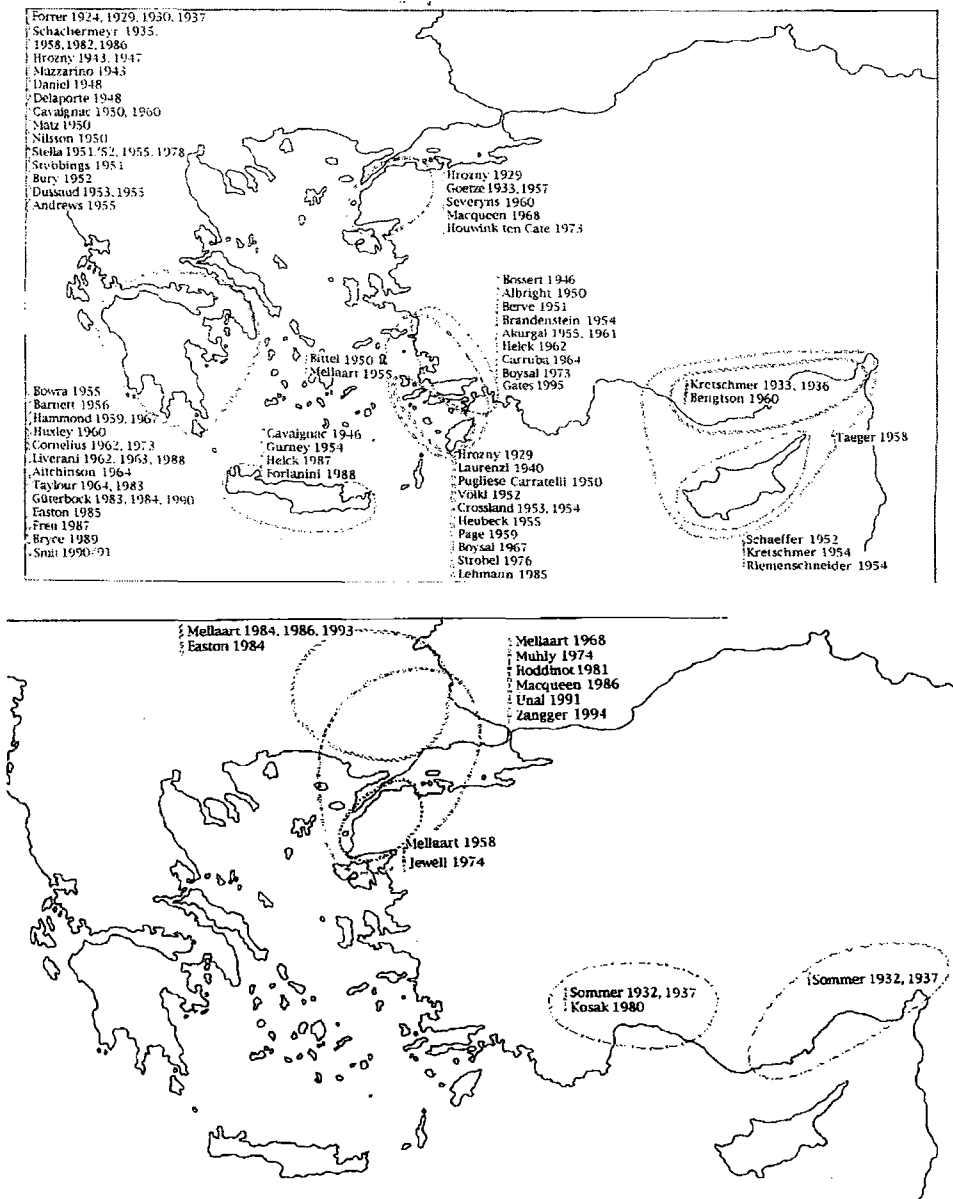 Forrer 1924, 1929, 1930, 1937
Schachermeyr 1935,
1958, 1982, 1986
Hrozny 1943, 1947
Mazzarino 1943
Daniel 1948
Delaporte 1948
Cavaignac 1950, 1960
Matz 1950
Nilsson 1950
Stella 1951/52, 1955, 1978
Stubbings 1951
Bury 1952
Dussaud 1953, 1955
Andrews 1955
Hrozny 1929
Goetze 1933, 1957
Severyns 1960
Macqueen 1968
Houwink ten Cate 1973
Bossert 1946
Albright 1950
Berve 1951
Brandenstein 1954
Akurgal 1955, 1961
Helck 1962
Carruba 1964
Boysal 1973
Gates 1995
Bittel 1950
Mellaart 1955
Kretschmer 1933, 1936
Bengtson 1960
Taeger 1958
Bowra 1955
Barnett 1956
Hammond 1959, 1967
Huxley 1960
Cornelius 1962, 1973
Liverani 1962, 1963, 1988
Aitchinson 1964
Taylour 1964, 1983
Güterbock 1983, 1984, 1990
Easton 1985
Freu 1987
Bryce 1989
Smit 1990/91
Cavaignac 1946
Gurney 1954
Helck 1987
Forlanini 1988
Hrozny 1929
Laurenzi 1940
Pugliese Carratelli 1950
Völkl 1952
Crossland 1953, 1954
Heubeck 1955
Page 1959
Boysal 1967
Strobel 1976
Lehmann 1985
Schaeffer 1952
Kretschmer 1954
Riemenschneider 1954
Mellaart 1984, 1986, 1993
Easton 1984
Mellaart 1968
Muhly 1974
Hoddinot 1981
Macqueen 1986
Ünal 1991
Zangger 1994
Mellaart 1958
Jewell 1974
Sommer 1932, 1937
Kosak 1980
Sommer 1932, 1937